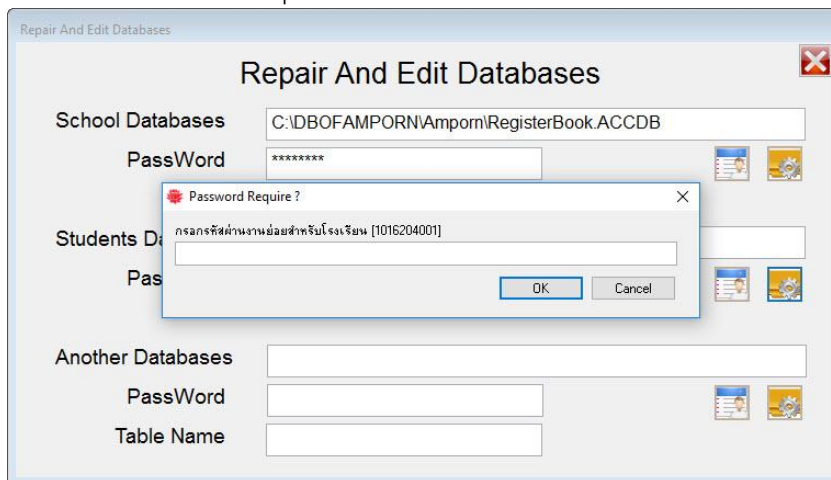 Repair And Edit Databases
Repair And Edit Databases
School Databases C:\DBOFAMPORN\Amporn\RegisterBook.ACCDB
PassWord ********
Password Require ?
กรอกรหัสผ่านงานย่อยสำหรับโรงเรียน [1016204001]
Students Da
Pas
OK Cancel
Another Databases
PassWord
Table Name